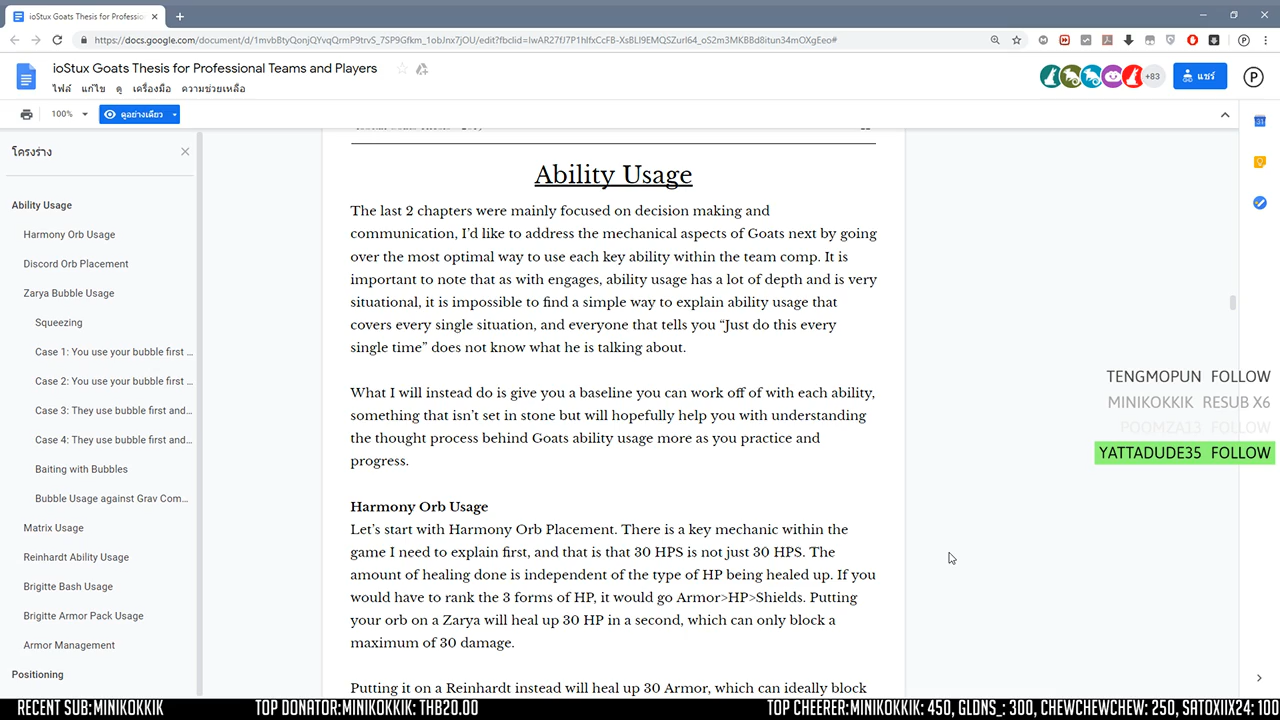 ioStux Goats Thesis for Professio
https://docs.google.com/document/d/1mvbBtyQonjQYvqQrmP9trvS_7SP9Gfkm_1obJnx7jOU/edit?fbclid=IwAR27fJ7P1hIfxCcFB-XsBLl9EMQSZurl64_oS2m3MKBBd8itun34mOXgEeo#
ioStux Goats Thesis for Professional Teams and Players
ไฟล์ แก้ไข ดู เครื่องมือ ความช่วยเหลือ
+83
แชร์
P
100%
ดูอย่างเดียว
โครงร่าง
Ability Usage
Harmony Orb Usage
Discord Orb Placement
Zarya Bubble Usage
Squeezing
Case 1: You use your bubble first ...
Case 2: You use your bubble first ...
Case 3: They use bubble first and...
Case 4: They use bubble first and...
Baiting with Bubbles
Bubble Usage against Grav Com...
Matrix Usage
Reinhardt Ability Usage
Brigitte Bash Usage
Brigitte Armor Pack Usage
Armor Management
Positioning
Ability Usage
The last 2 chapters were mainly focused on decision making and
communication, I’d like to address the mechanical aspects of Goats next by going
over the most optimal way to use each key ability within the team comp. It is
important to note that as with engages, ability usage has a lot of depth and is very
situational, it is impossible to find a simple way to explain ability usage that
covers every single situation, and everyone that tells you “Just do this every
single time” does not know what he is talking about.
What I will instead do is give you a baseline you can work off of with each ability,
something that isn’t set in stone but will hopefully help you with understanding
the thought process behind Goats ability usage more as you practice and
progress.
Harmony Orb Usage
Let’s start with Harmony Orb Placement. There is a key mechanic within the
game I need to explain first, and that is that 30 HPS is not just 30 HPS. The
amount of healing done is independent of the type of HP being healed up. If you
would have to rank the 3 forms of HP, it would go Armor>HP>Shields. Putting
your orb on a Zarya will heal up 30 HP in a second, which can only block a
maximum of 30 damage.
Putting it on a Reinhardt instead will heal up 30 Armor, which can ideally block
TENGMOPUN FOLLOW
MINIKOKKIK RESUB X6
POOMZA13 FOLLOW
YATTADUDE35 FOLLOW
RECENT SUB:MINIKOKKIK
TOP DONATOR:MINIKOKKIK: THB20.00
TOP CHEERER:MINIKOKKIK: 450, GLDNS_: 300, CHEWCHEWCHEW: 250, SATOXIIX24: 100